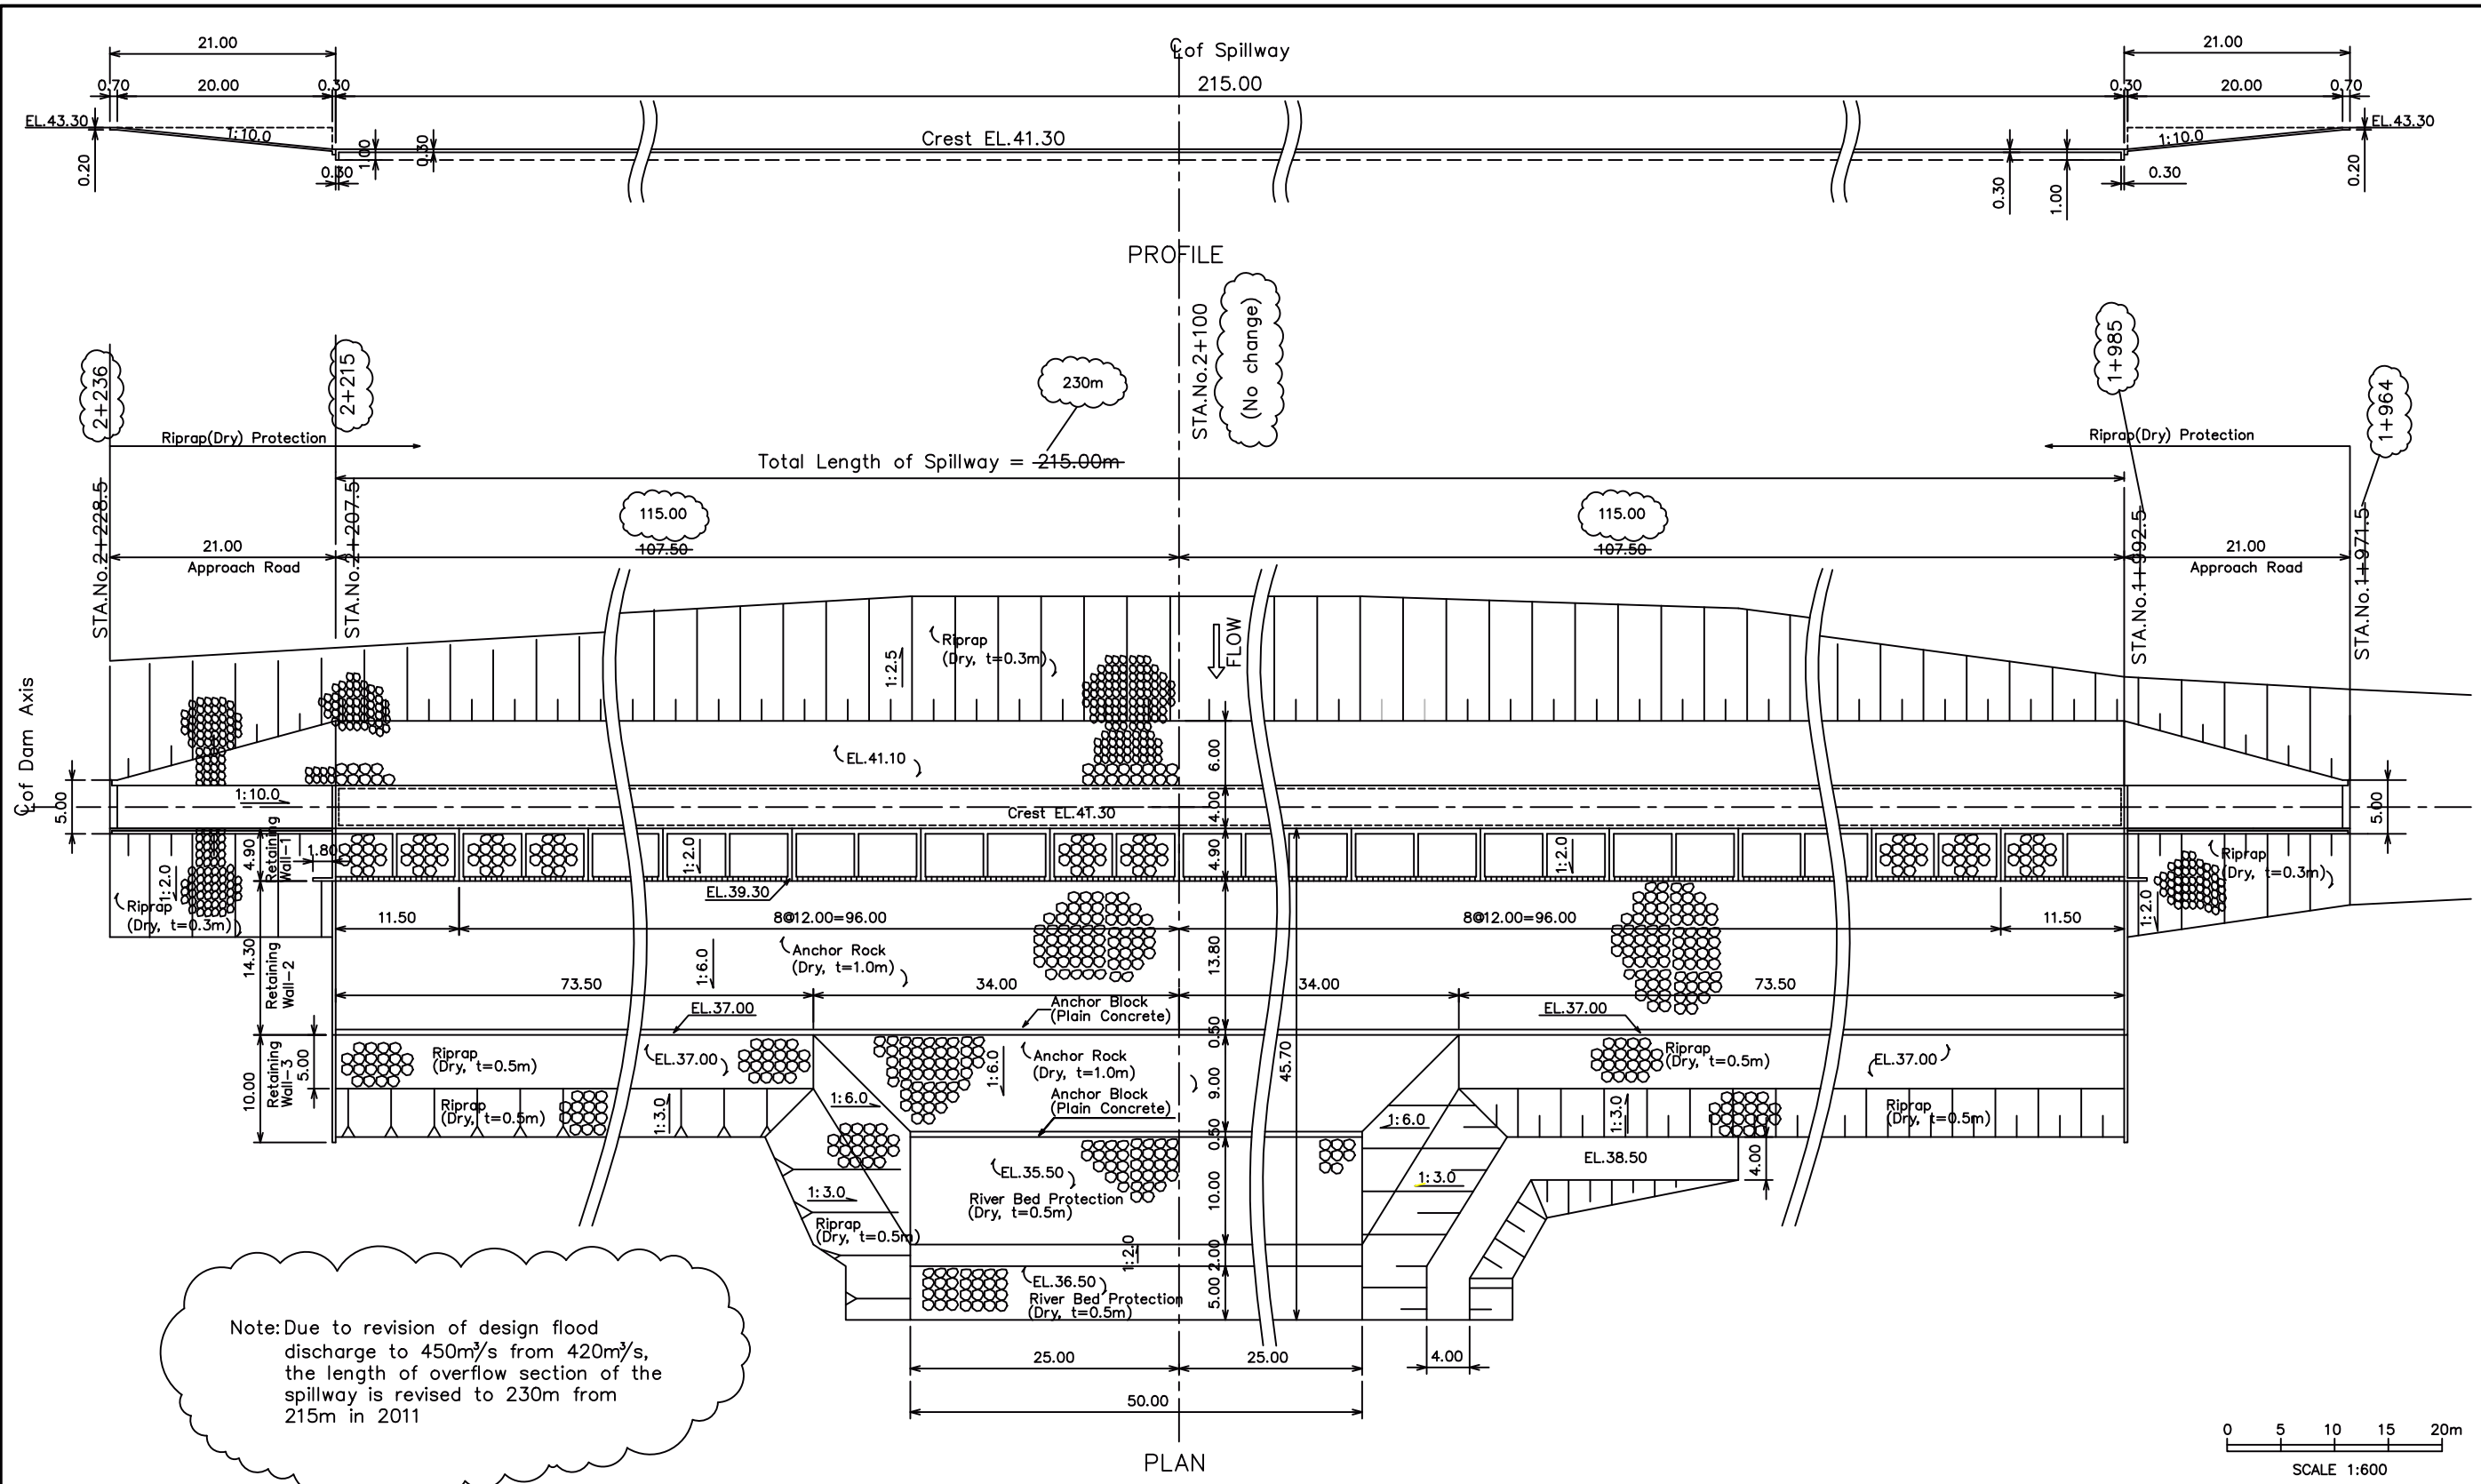 ℄ of Spillway
21.00
21.00
0.70
20.00
0.30
215.00
0.30
20.00
0.70
EL.43.30
1:10.0
Crest EL.41.30
1:10.0
EL.43.30
0.20
1.00
0.30
0.30
0.30
1.00
0.30
0.20
PROFILE
2+236
2+215
230m
STA.No.2+100
(No change)
1+985
1+964
Riprap(Dry) Protection
Riprap(Dry) Protection
Total Length of Spillway = 215.00m
STA.No.2+228.5
STA.No.2+207.5
115.00
115.00
STA.No.1+992.5
STA.No.1+971.5
21.00
107.50
107.50
21.00
Approach Road
Approach Road
Riprap
(Dry, t=0.3m)
1:2.5
FLOW
℄ of Dam Axis
EL.41.10
6.00
5.00
1:10.0
Crest EL.41.30
4.00
5.00
4.90
Retaining
Wall-1
1.80
1:2.0
1:2.0
4.90
1:2.0
Riprap
(Dry, t=0.3m)
1:2.0
Riprap
(Dry, t=0.3m)
EL.39.30
1:2.0
11.50
8@12.00=96.00
8@12.00=96.00
11.50
14.30
Retaining
Wall-2
1:6.0
Anchor Rock
(Dry, t=1.0m)
13.80
73.50
34.00
34.00
73.50
EL.37.00
Anchor Block
(Plain Concrete)
EL.37.00
0.50
10.00
Retaining
Wall-3
5.00
Riprap
(Dry, t=0.5m)
EL.37.00
1:6.0
Anchor Rock
(Dry, t=1.0m)
9.00
45.70
Riprap
(Dry, t=0.5m)
EL.37.00
Riprap
(Dry, t=0.5m)
1:3.0
1:6.0
Anchor Block
(Plain Concrete)
0.50
1:6.0
1:3.0
Riprap
(Dry, t=0.5m)
EL.35.50
River Bed Protection
(Dry, t=0.5m)
10.00
EL.38.50
4.00
1:3.0
1:3.0
Riprap
(Dry, t=0.5m)
1:2.0
2.00
EL.36.50
River Bed Protection
(Dry, t=0.5m)
5.00
25.00
25.00
4.00
50.00
Note:Due to revision of design flood
discharge to 450m³/s from 420m³/s,
the length of overflow section of the
spillway is revised to 230m from
215m in 2011
PLAN
0 5 10 15 20m
SCALE 1:600